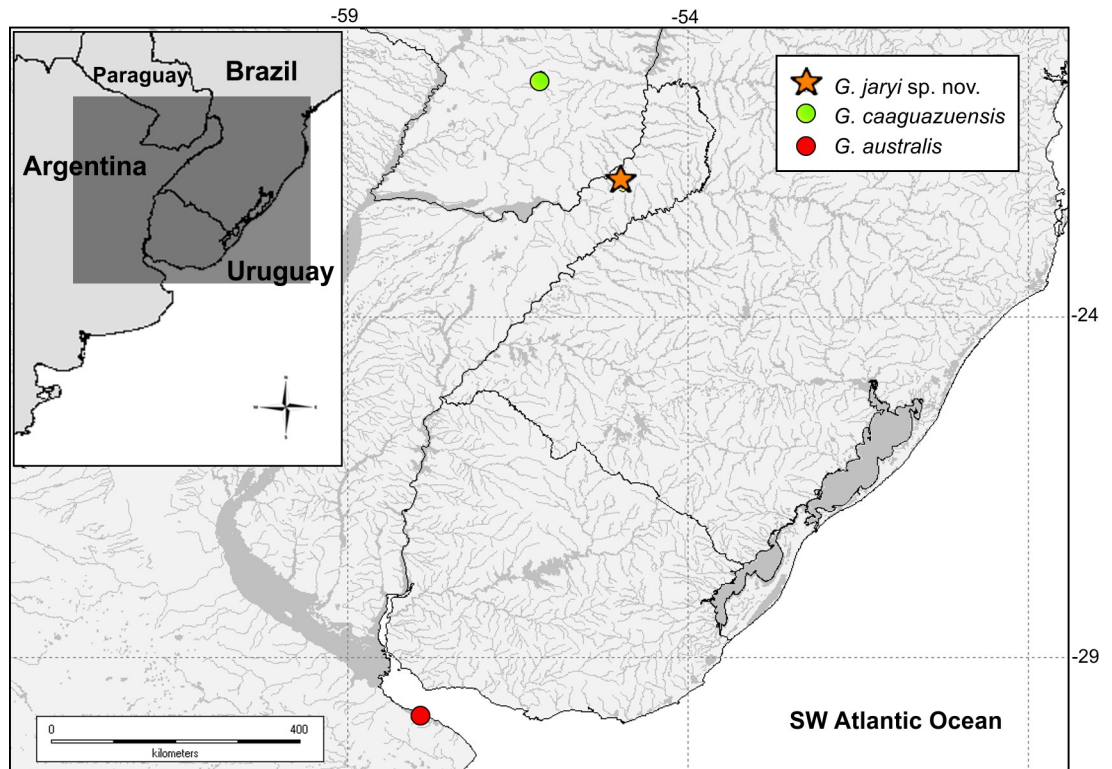 -59
-54
Paraguay
Brazil
Argentina
Uruguay
G. jaryi sp. nov.
G. caaguazuensis
G. australis
-24
-29
SW Atlantic Ocean
0
400
kilometers